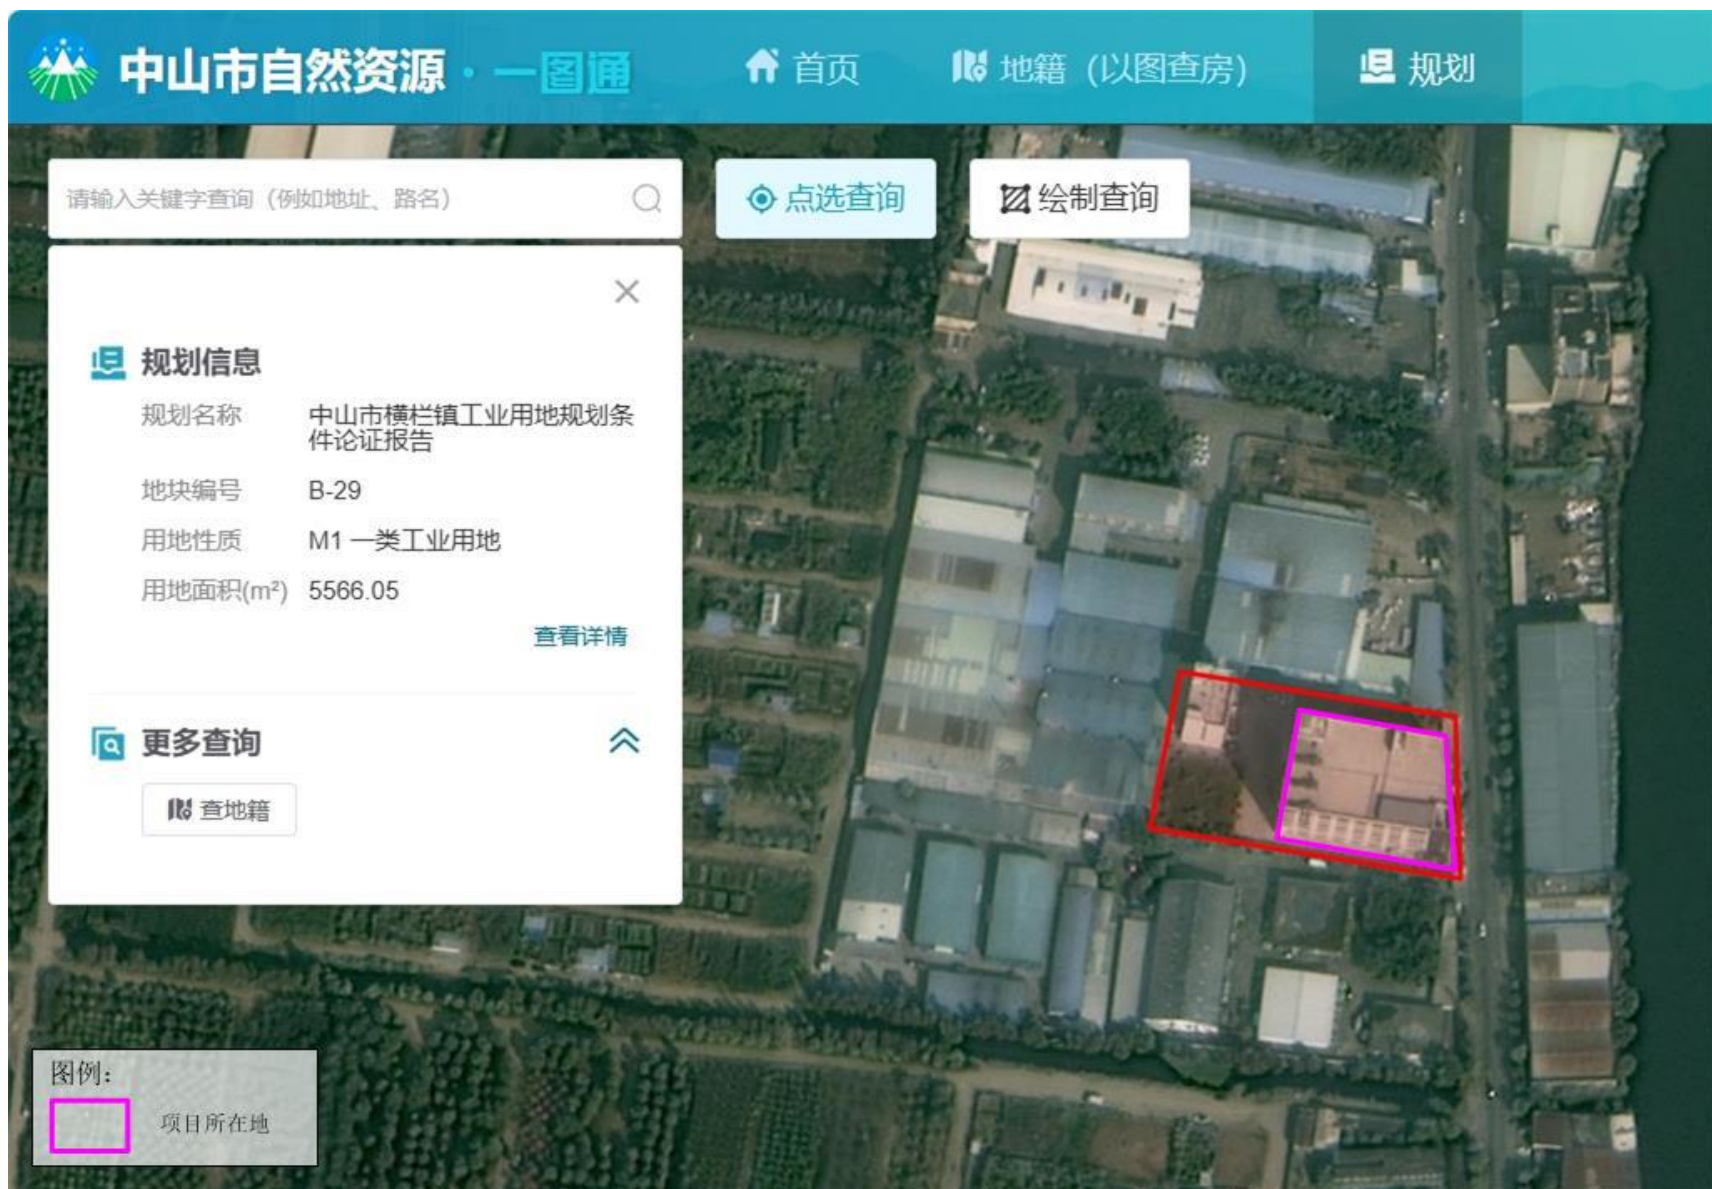 中山市自然资源·一图通
首页
地籍（以图查房）
规划
请输入关键字查询（例如地址、路名）
点选查询
绘制查询
规划信息
规划名称 中山市横栏镇工业用地规划条
件论证报告
地块编号 B-29
用地性质 M1 一类工业用地
用地面积(m²) 5566.05
查看详情
更多查询
查地籍
图例：
项目所在地